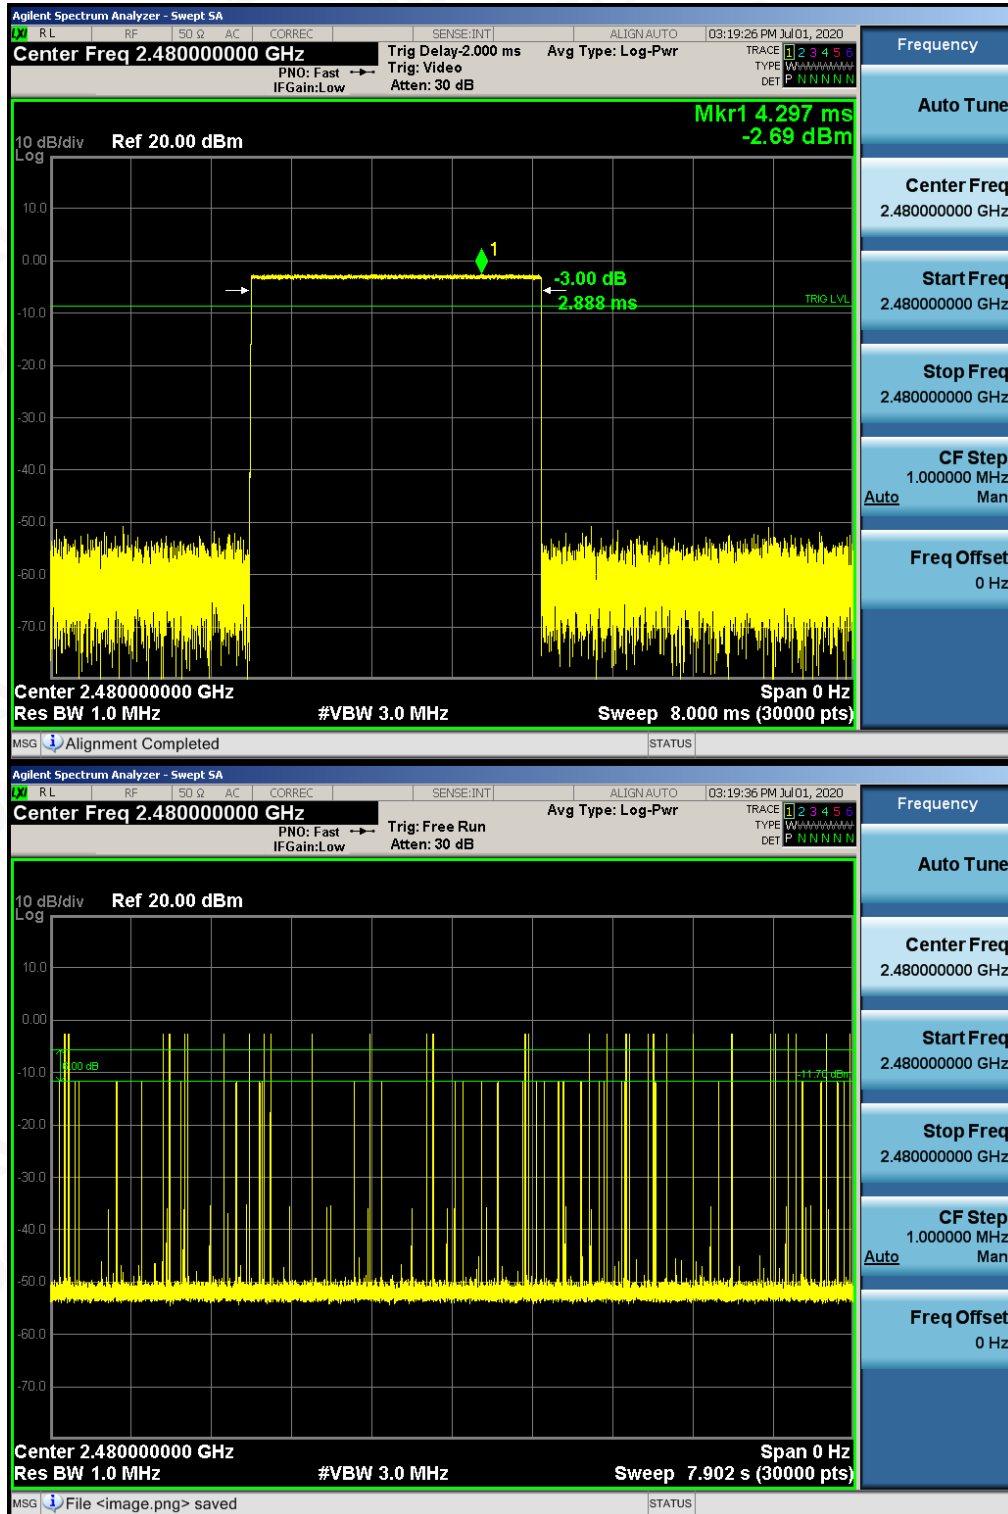 Agilent Spectrum Analyzer - Swept SA
LXI RL RF 50 Ω AC CORREC SENSE:INT ALIGN AUTO 03:19:26 PM Jul 01, 2020
Center Freq 2.480000000 GHz
PNO: Fast
IFGain:Low
Trig Delay-2.000 ms
Trig: Video
Atten: 30 dB
Avg Type: Log-Pwr
TRACE 1 2 3 4 5 6
TYPE WWWWWW
DET P N N N N N
Mkr1 4.297 ms
-2.69 dBm
10 dB/div Ref 20.00 dBm
Log
10.0
0.00
-10.0
-20.0
-30.0
-40.0
-50.0
-60.0
-70.0
1
-3.00 dB
2.888 ms
TRIG LVL
Center 2.480000000 GHz Span 0 Hz
Res BW 1.0 MHz #VBW 3.0 MHz Sweep 8.000 ms (30000 pts)
MSG Alignment Completed STATUS
Frequency
Auto Tune
Center Freq
2.480000000 GHz
Start Freq
2.480000000 GHz
Stop Freq
2.480000000 GHz
CF Step
1.000000 MHz
Auto Man
Freq Offset
0 Hz
Agilent Spectrum Analyzer - Swept SA
LXI RL RF 50 Ω AC CORREC SENSE:INT ALIGN AUTO 03:19:36 PM Jul 01, 2020
Center Freq 2.480000000 GHz
PNO: Fast
IFGain:Low
Trig: Free Run
Atten: 30 dB
Avg Type: Log-Pwr
TRACE 1 2 3 4 5 6
TYPE WWWWWW
DET P N N N N N
10 dB/div Ref 20.00 dBm
Log
10.0
0.00
-10.0
-20.0
-30.0
-40.0
-50.0
-60.0
-70.0
-11.70 dBm
Center 2.480000000 GHz Span 0 Hz
Res BW 1.0 MHz #VBW 3.0 MHz Sweep 7.902 s (30000 pts)
MSG File <image.png> saved STATUS
Frequency
Auto Tune
Center Freq
2.480000000 GHz
Start Freq
2.480000000 GHz
Stop Freq
2.480000000 GHz
CF Step
1.000000 MHz
Auto Man
Freq Offset
0 Hz